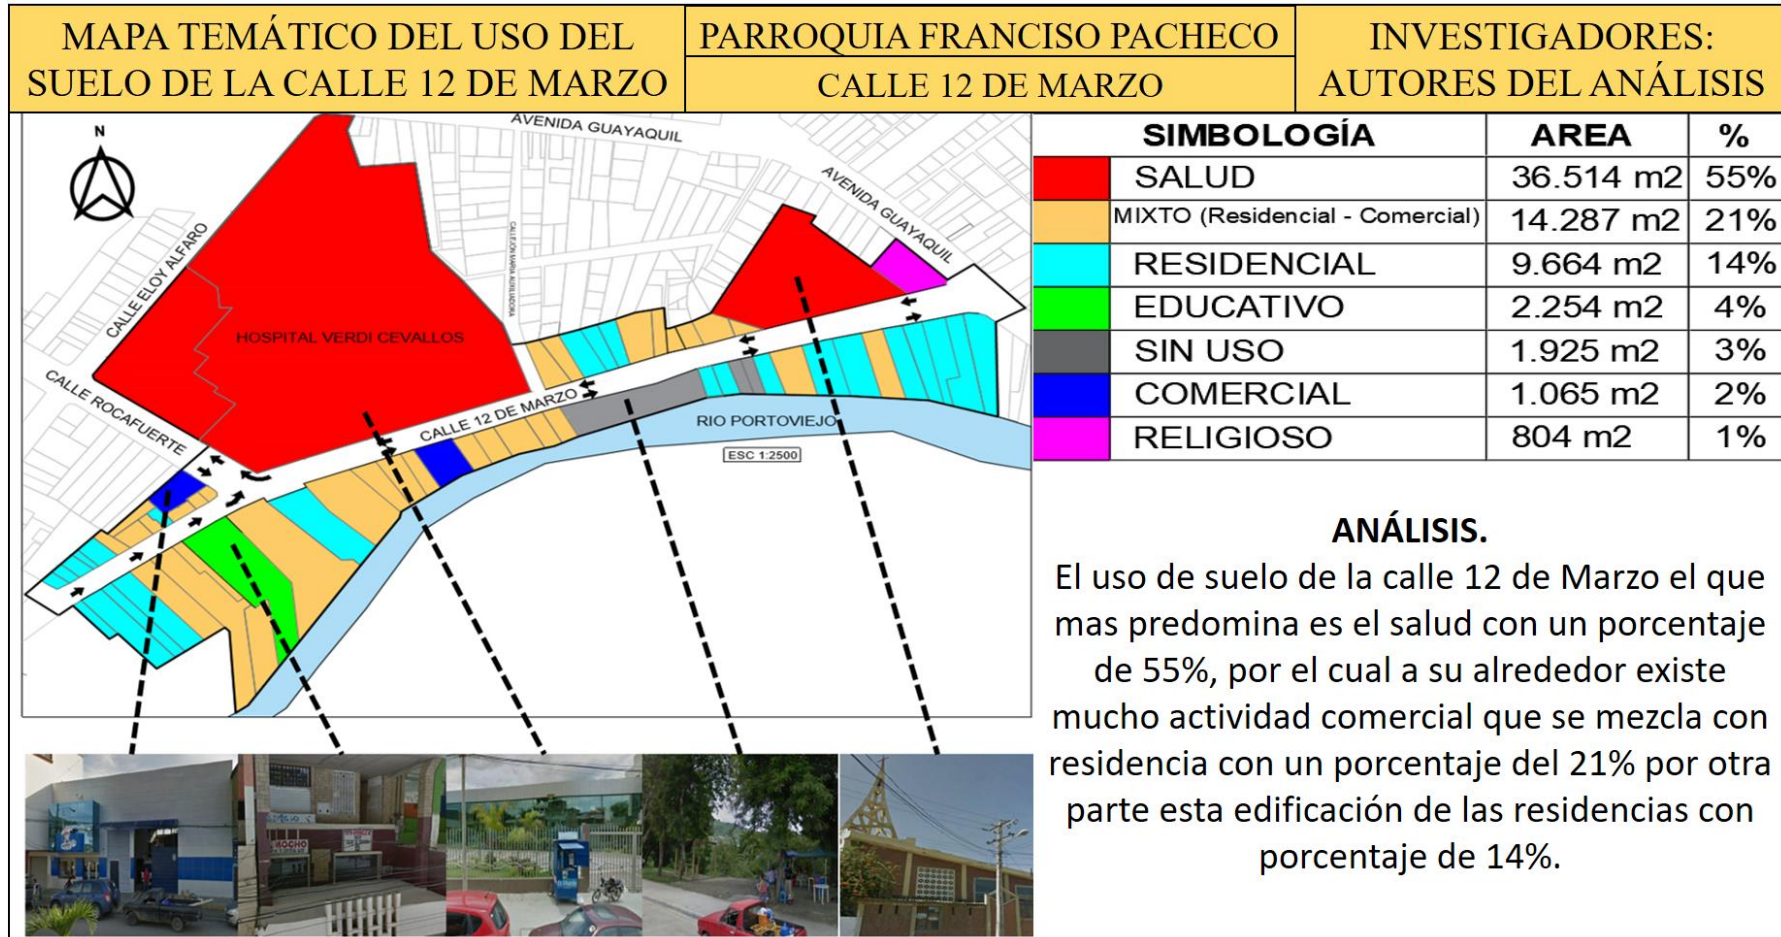 MAPA TEMÁTICO DEL USO DEL
SUELO DE LA CALLE 12 DE MARZO
PARROQUIA FRANCISO PACHECO
CALLE 12 DE MARZO
INVESTIGADORES:
AUTORES DEL ANÁLISIS
N
AVENIDA GUAYAQUIL
AVENIDA GUAYAQUIL
CALLE ELOY ALFARO
CALLEJON MARIA AUXILIADORA
HOSPITAL VERDI CEVALLOS
CALLE ROCAFUERTE
CALLE 12 DE MARZO
RIO PORTOVIEJO
ESC 1:2500
SIMBOLOGÍA AREA %
SALUD 36.514 m2 55%
MIXTO (Residencial - Comercial) 14.287 m2 21%
RESIDENCIAL 9.664 m2 14%
EDUCATIVO 2.254 m2 4%
SIN USO 1.925 m2 3%
COMERCIAL 1.065 m2 2%
RELIGIOSO 804 m2 1%
ANÁLISIS.
El uso de suelo de la calle 12 de Marzo el que
mas predomina es el salud con un porcentaje
de 55%, por el cual a su alrededor existe
mucho actividad comercial que se mezcla con
residencia con un porcentaje del 21% por otra
parte esta edificación de las residencias con
porcentaje de 14%.
MOCHO